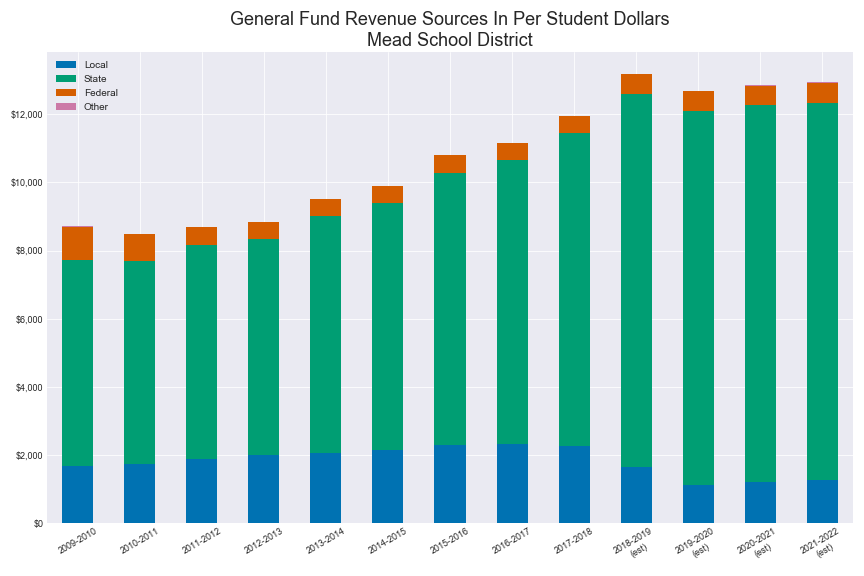 General Fund Revenue Sources In Per Student Dollars
Mead School District
Local
State
Federal
Other
$12,000
$10,000
$8,000
$6,000
$4,000
$2,000
$0
2009-2010
2010-2011
2011-2012
2012-2013
2013-2014
2014-2015
2015-2016
2016-2017
2017-2018
2018-2019
(est)
2019-2020
(est)
2020-2021
(est)
2021-2022
(est)